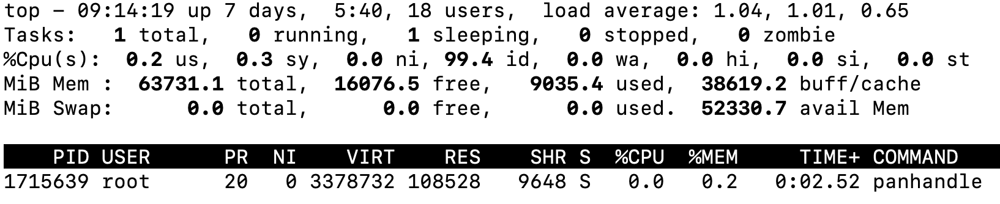 top - 09:14:19 up 7 days,  5:40, 18 users,  load average: 1.04, 1.01, 0.65
Tasks:   1 total,   0 running,   1 sleeping,   0 stopped,   0 zombie
%Cpu(s):  0.2 us,  0.3 sy,  0.0 ni, 99.4 id,  0.0 wa,  0.0 hi,  0.0 si,  0.0 st
MiB Mem :  63731.1 total,  16076.5 free,   9035.4 used,  38619.2 buff/cache
MiB Swap:      0.0 total,      0.0 free,      0.0 used.  52330.7 avail Mem
    PID USER      PR  NI    VIRT    RES    SHR S  %CPU  %MEM     TIME+ COMMAND
1715639 root      20   0 3378732 108528   9648 S   0.0   0.2   0:02.52 panhandle